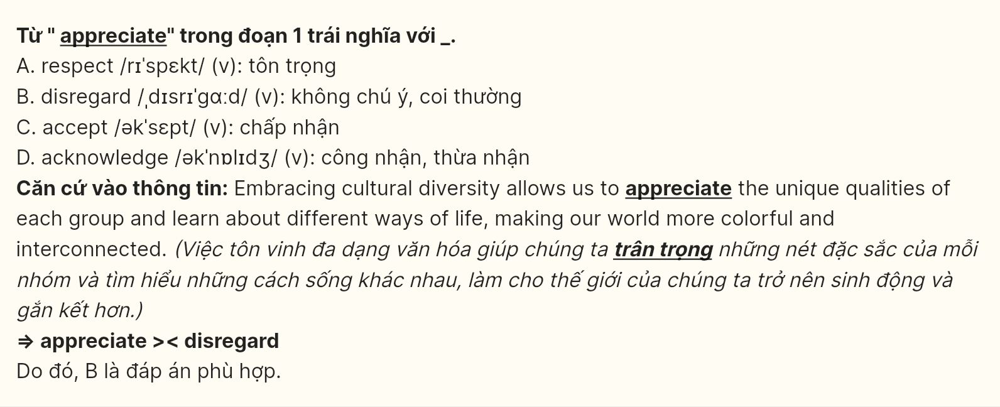 Từ " appreciate" trong đoạn 1 trái nghĩa với _.
A. respect /rɪˈspɛkt/ (v): tôn trọng
B. disregard /ˌdɪsrɪˈgɑːd/ (v): không chú ý, coi thường
C. accept /əkˈsɛpt/ (v): chấp nhận
D. acknowledge /əkˈnɒlɪdʒ/ (v): công nhận, thừa nhận
Căn cứ vào thông tin: Embracing cultural diversity allows us to appreciate the unique qualities of
each group and learn about different ways of life, making our world more colorful and
interconnected. (Việc tôn vinh đa dạng văn hóa giúp chúng ta trân trọng những nét đặc sắc của mỗi
nhóm và tìm hiểu những cách sống khác nhau, làm cho thế giới của chúng ta trở nên sinh động và
gắn kết hơn.)
⇒ appreciate >< disregard
Do đó, B là đáp án phù hợp.